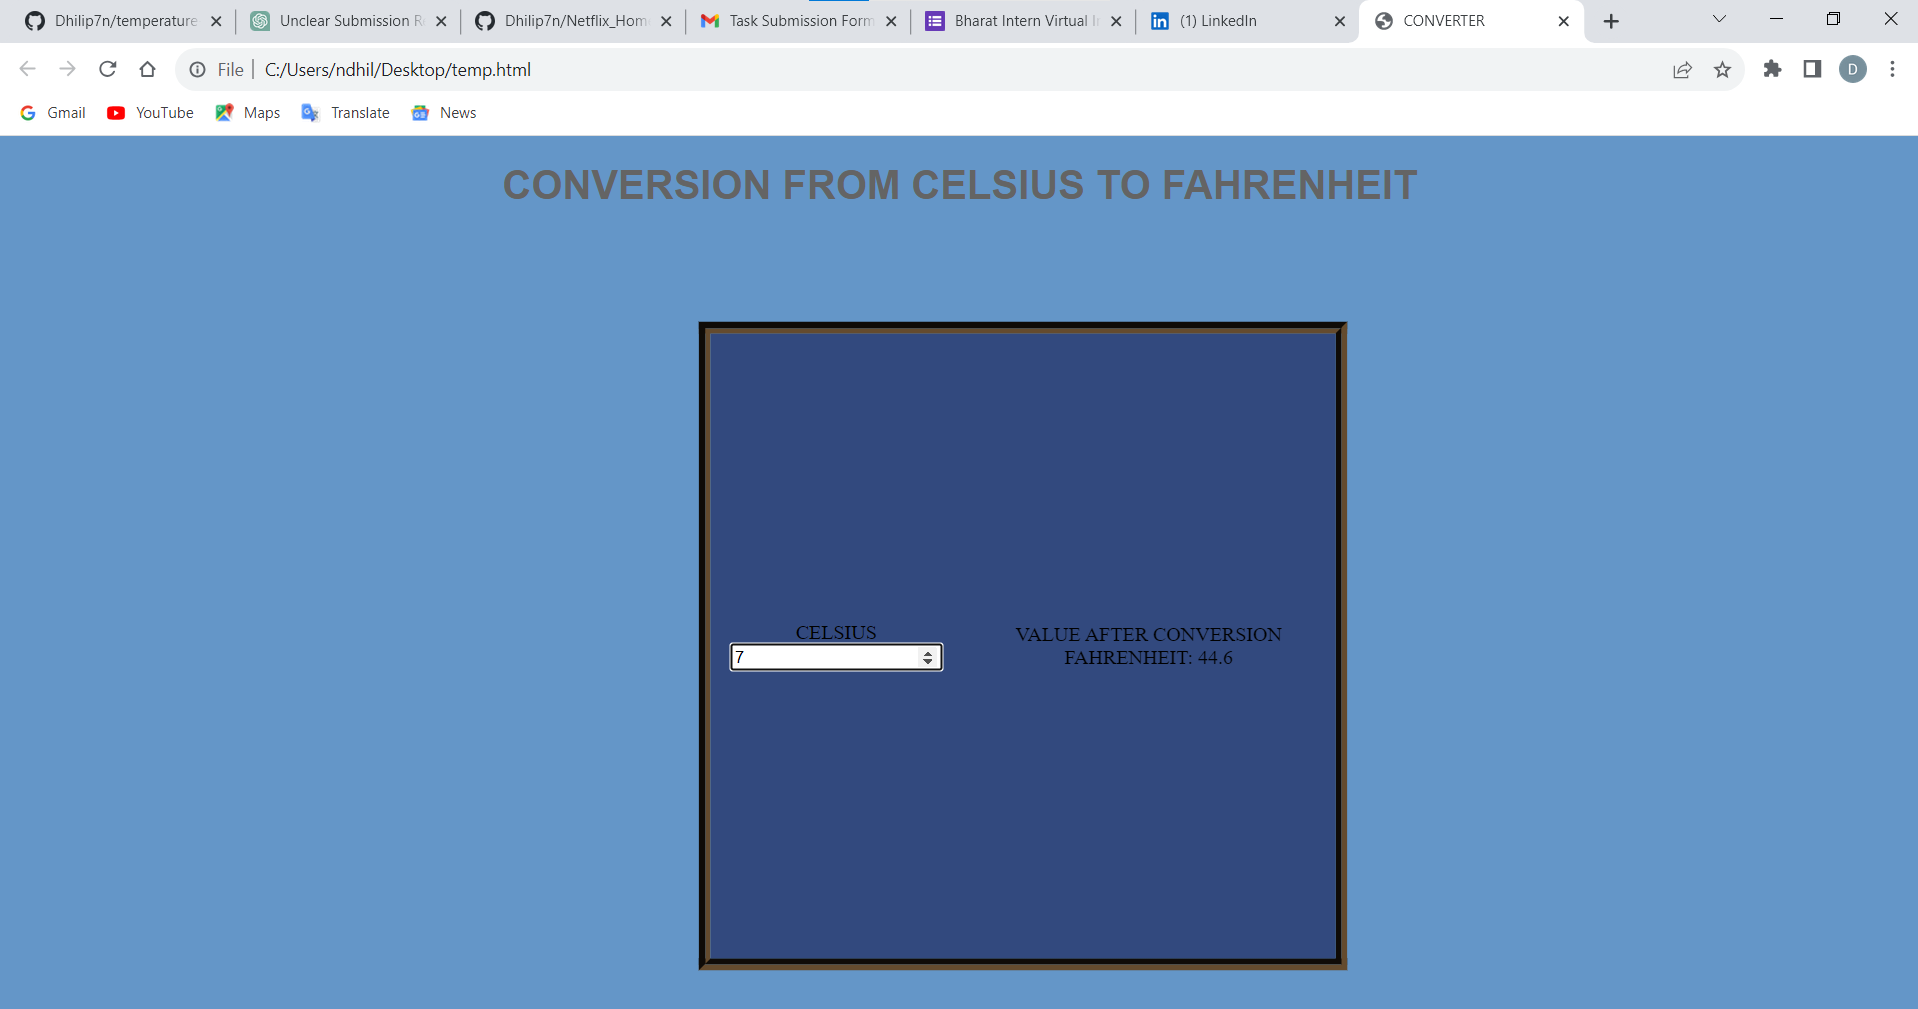 Dhilip7n/temperature
Unclear Submission R
Dhilip7n/Netflix_Hom
Task Submission Form
Bharat Intern Virtual I
(1) LinkedIn
CONVERTER
File | C:/Users/ndhil/Desktop/temp.html
D
Gmail
YouTube
Maps
Translate
News
CONVERSION FROM CELSIUS TO FAHRENHEIT
CELSIUS
7
VALUE AFTER CONVERSION
FAHRENHEIT: 44.6